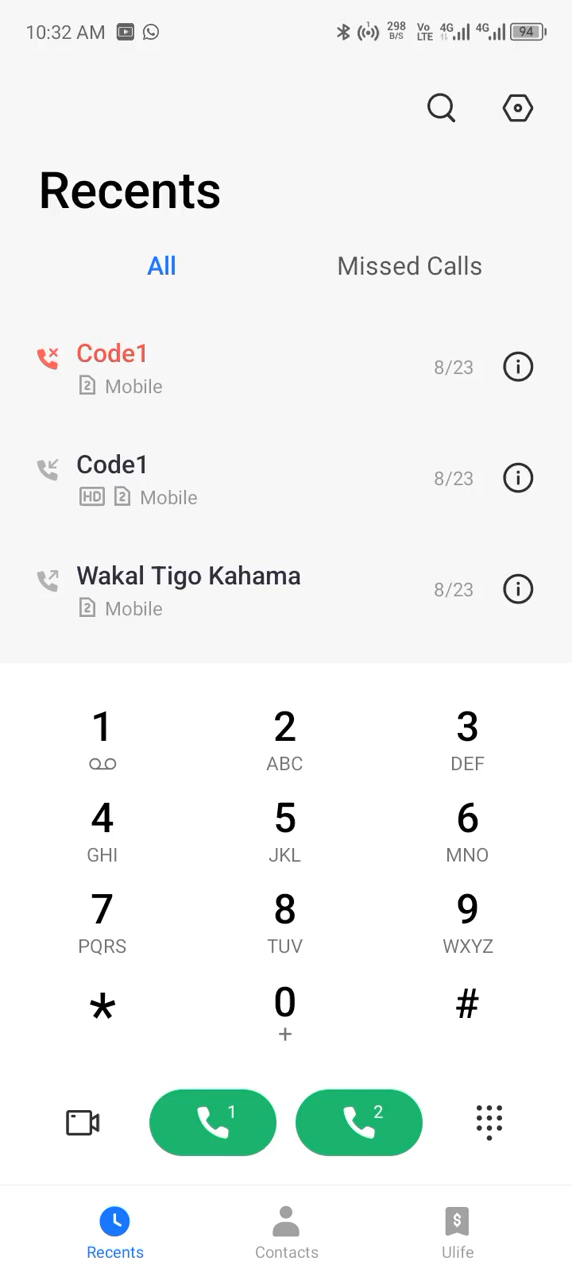 10:32 AM 1 298 B/S Vo LTE 4G 4G 94
Recents
All Missed Calls
Code1
8/23
2 Mobile
Code1
8/23
HD 2 Mobile
Wakal Tigo Kahama
8/23
2 Mobile
1 2 3
ABC DEF
4 5 6
GHI JKL MNO
7 8 9
PQRS TUV WXYZ
* 0 #
+
1 2
Recents Contacts Ulife